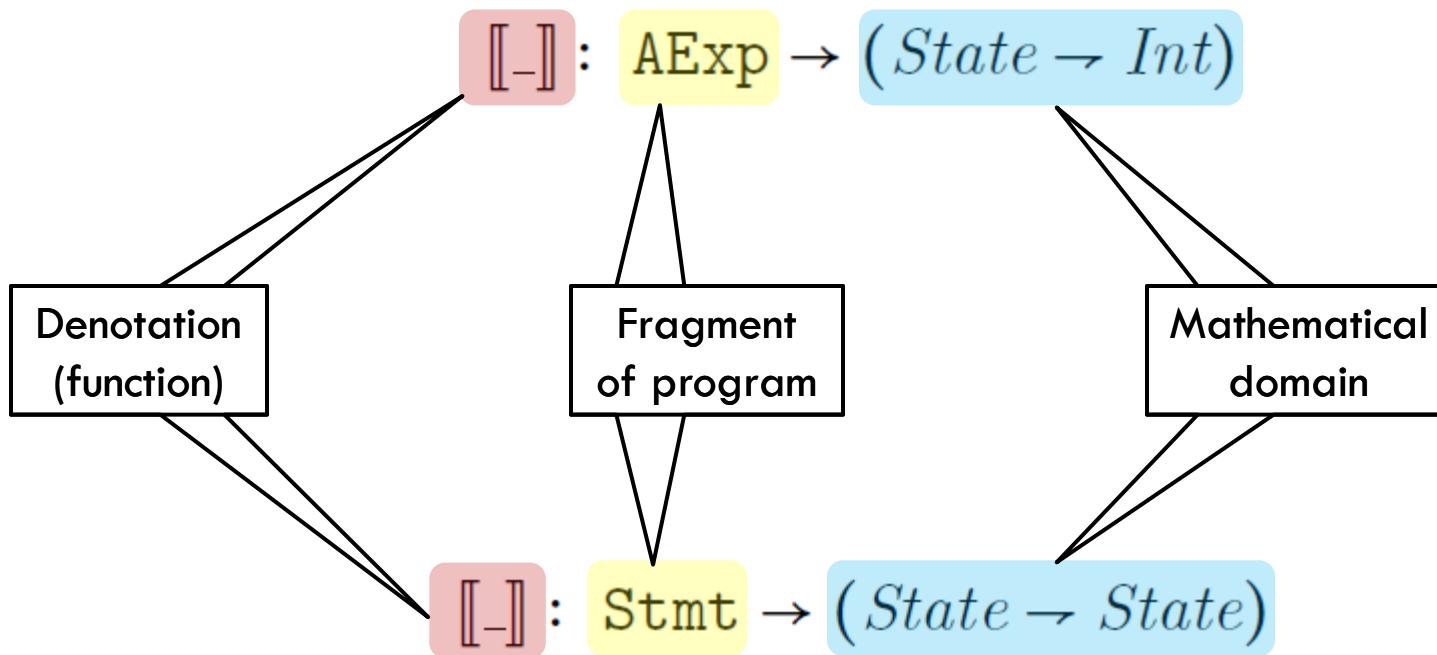 ⟦_⟧ : AExp → (State ⇀ Int)
Denotation
(function)
Fragment
of program
Mathematical
domain
⟦_⟧ : Stmt → (State ⇀ State)